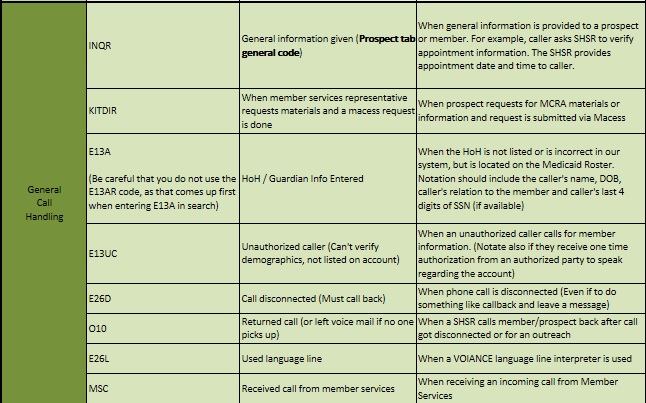 General
Call
Handling
INQR
General information given (Prospect tab
general code)
When general information is provided to a prospect
or member. For example, caller asks SHSR to verify
appointment information. The SHSR provides
appointment date and time to caller.
KITDIR
When member services representative
requests materials and a macess request
is done
When prospect requests for MCRA materials or
information and request is submitted via Macess
E13A
(Be careful that you do not use the
E13AR code, as that comes up first
when entering E13A in search)
HoH / Guardian Info Entered
When the HoH is not listed or is incorrect in our
system, but is located on the Medicaid Roster.
Notation should include the caller's name, DOB,
caller's relation to the member and caller's last 4
digits of SSN (if available)
E13UC
Unauthorized caller (Can't verify
demographics, not listed on account)
When an unauthorized caller calls for member
information. (Notate also if they receive one time
authorization from an authorized party to speak
regarding the account)
E26D
Call disconnected (Must call back)
When phone call is disconnected (Even if to do
something like callback and leave a message)
O10
Returned call (or left voice mail if no one
picks up)
When a SHSR calls member/prospect back after call
got disconnected or for an outreach
E26L
Used language line
When a VOIANCE language line interpreter is used
MSC
Received call from member services
When receiving an incoming call from Member
Services